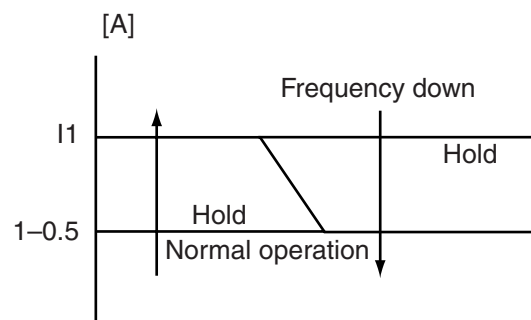 [A]
Frequency down
I1
Hold
Hold
1–0.5
Normal operation